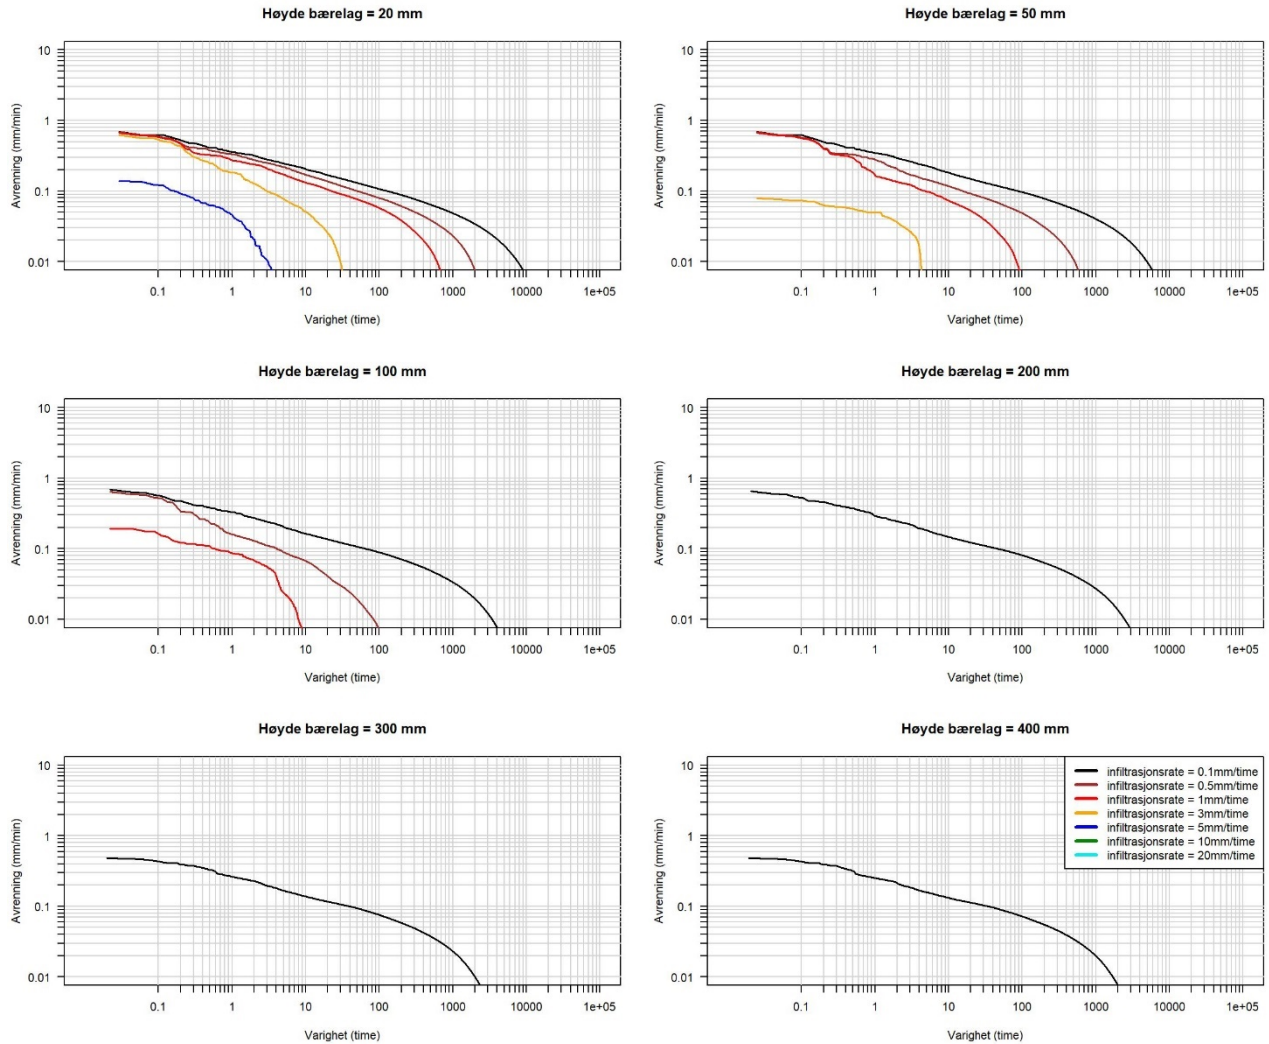 Høyde bærelag = 20 mm
10
1
0.1
0.01
Avrenning (mm/min)
0.1 1 10 100 1000 10000 1e+05
Varighet (time)
Høyde bærelag = 50 mm
10
1
0.1
0.01
Avrenning (mm/min)
0.1 1 10 100 1000 10000 1e+05
Varighet (time)
Høyde bærelag = 100 mm
10
1
0.1
0.01
Avrenning (mm/min)
0.1 1 10 100 1000 10000 1e+05
Varighet (time)
Høyde bærelag = 200 mm
10
1
0.1
0.01
Avrenning (mm/min)
0.1 1 10 100 1000 10000 1e+05
Varighet (time)
Høyde bærelag = 300 mm
10
1
0.1
0.01
Avrenning (mm/min)
0.1 1 10 100 1000 10000 1e+05
Varighet (time)
Høyde bærelag = 400 mm
10
1
0.1
0.01
Avrenning (mm/min)
infiltrasjonsrate = 0.1mm/time
infiltrasjonsrate = 0.5mm/time
infiltrasjonsrate = 1mm/time
infiltrasjonsrate = 3mm/time
infiltrasjonsrate = 5mm/time
infiltrasjonsrate = 10mm/time
infiltrasjonsrate = 20mm/time
0.1 1 10 100 1000 10000 1e+05
Varighet (time)